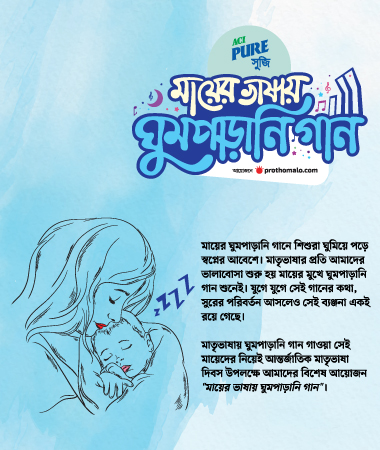 ACI
PURE
সুজি
মায়ের ভাষায়
ঘুমপাড়ানি গান
আয়োজনে prothomalo.com
মায়ের ঘুমপাড়ানি গানে শিশুরা ঘুমিয়ে পড়ে
স্বপ্নের আবেশে। মাতৃভাষার প্রতি আমাদের
ভালোবাসা শুরু হয় মায়ের মুখে ঘুমপাড়ানি
গান শুনেই। যুগে যুগে সেই গানের কথা,
সুরের পরিবর্তন আসলেও সেই ব্যঞ্জনা একই
রয়ে গেছে।
zzz
মাতৃভাষায় ঘুমপাড়ানি গান গাওয়া সেই
মায়েদের নিয়েই আন্তর্জাতিক মাতৃভাষা
দিবস উপলক্ষে আমাদের বিশেষ আয়োজন
"মায়ের ভাষায় ঘুমপাড়ানি গান"।